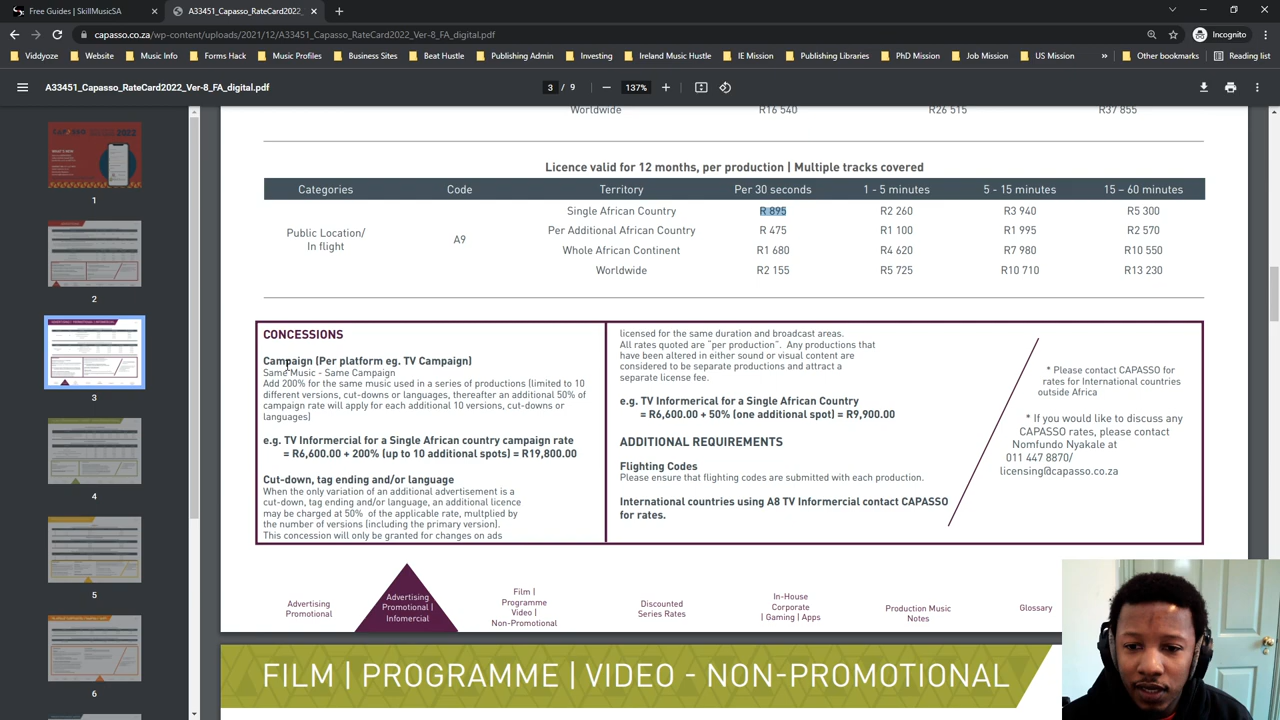 Free Guides | SkillMusicSA
A33451_Capasso_RateCard2022_
Incognito
capasso.co.za/wp-content/uploads/2021/12/A33451_Capasso_RateCard2022_Ver-8_FA_digital.pdf
Viddyoze
Website
Music Info
Forms Hack
Music Profiles
Business Sites
Beat Hustle
Publishing Admin
Investing
Ireland Music Hustle
IE Mission
Publishing Libraries
PhD Mission
Job Mission
US Mission
Other bookmarks
Reading list
A33451_Capasso_RateCard2022_Ver-8_FA_digital.pdf
3 / 9
137%
1
2
3
4
5
6
Worldwide R16 540 R26 515 R37 855
Licence valid for 12 months, per production | Multiple tracks covered
Categories Code Territory Per 30 seconds 1 - 5 minutes 5 - 15 minutes 15 – 60 minutes
Public Location/
In flight
A9
Single African Country R 895 R2 260 R3 940 R5 300
Per Additional African Country R 475 R1 100 R1 995 R2 570
Whole African Continent R1 680 R4 620 R7 980 R10 550
Worldwide R2 155 R5 725 R10 710 R13 230
CONCESSIONS
Campaign (Per platform eg. TV Campaign)
Same Music - Same Campaign
Add 200% for the same music used in a series of productions (limited to 10
different versions, cut-downs or languages, thereafter an additional 50% of
campaign rate will apply for each additional 10 versions, cut-downs or
languages)
e.g. TV Informercial for a Single African country campaign rate
= R6,600.00 + 200% (up to 10 additional spots) = R19,800.00
Cut-down, tag ending and/or language
When the only variation of an additional advertisement is a
cut-down, tag ending and/or language, an additional licence
may be charged at 50% of the applicable rate, multiplied by
the number of versions (including the primary version).
This concession will only be granted for changes on ads
licensed for the same duration and broadcast areas.
All rates quoted are "per production". Any productions that
have been altered in either sound or visual content are
considered to be separate productions and attract a
separate license fee.
e.g. TV Informerical for a Single African Country
= R6,600.00 + 50% (one additional spot) = R9,900.00
ADDITIONAL REQUIREMENTS
Flighting Codes
Please ensure that flighting codes are submitted with each production.
International countries using A8 TV Informercial contact CAPASSO
for rates.
* Please contact CAPASSO for
rates for International countries
outside Africa
* If you would like to discuss any
CAPASSO rates, please contact
Nomfundo Nyakale at
011 447 8870/
licensing@capasso.co.za
Advertising
Promotional
Advertising
Promotional |
Infomercial
Film |
Programme
Video |
Non-Promotional
Discounted
Series Rates
In-House
Corporate
| Gaming | Apps
Production Music
Notes
Glossary
FILM | PROGRAMME | VIDEO - NON-PROMOTIONAL